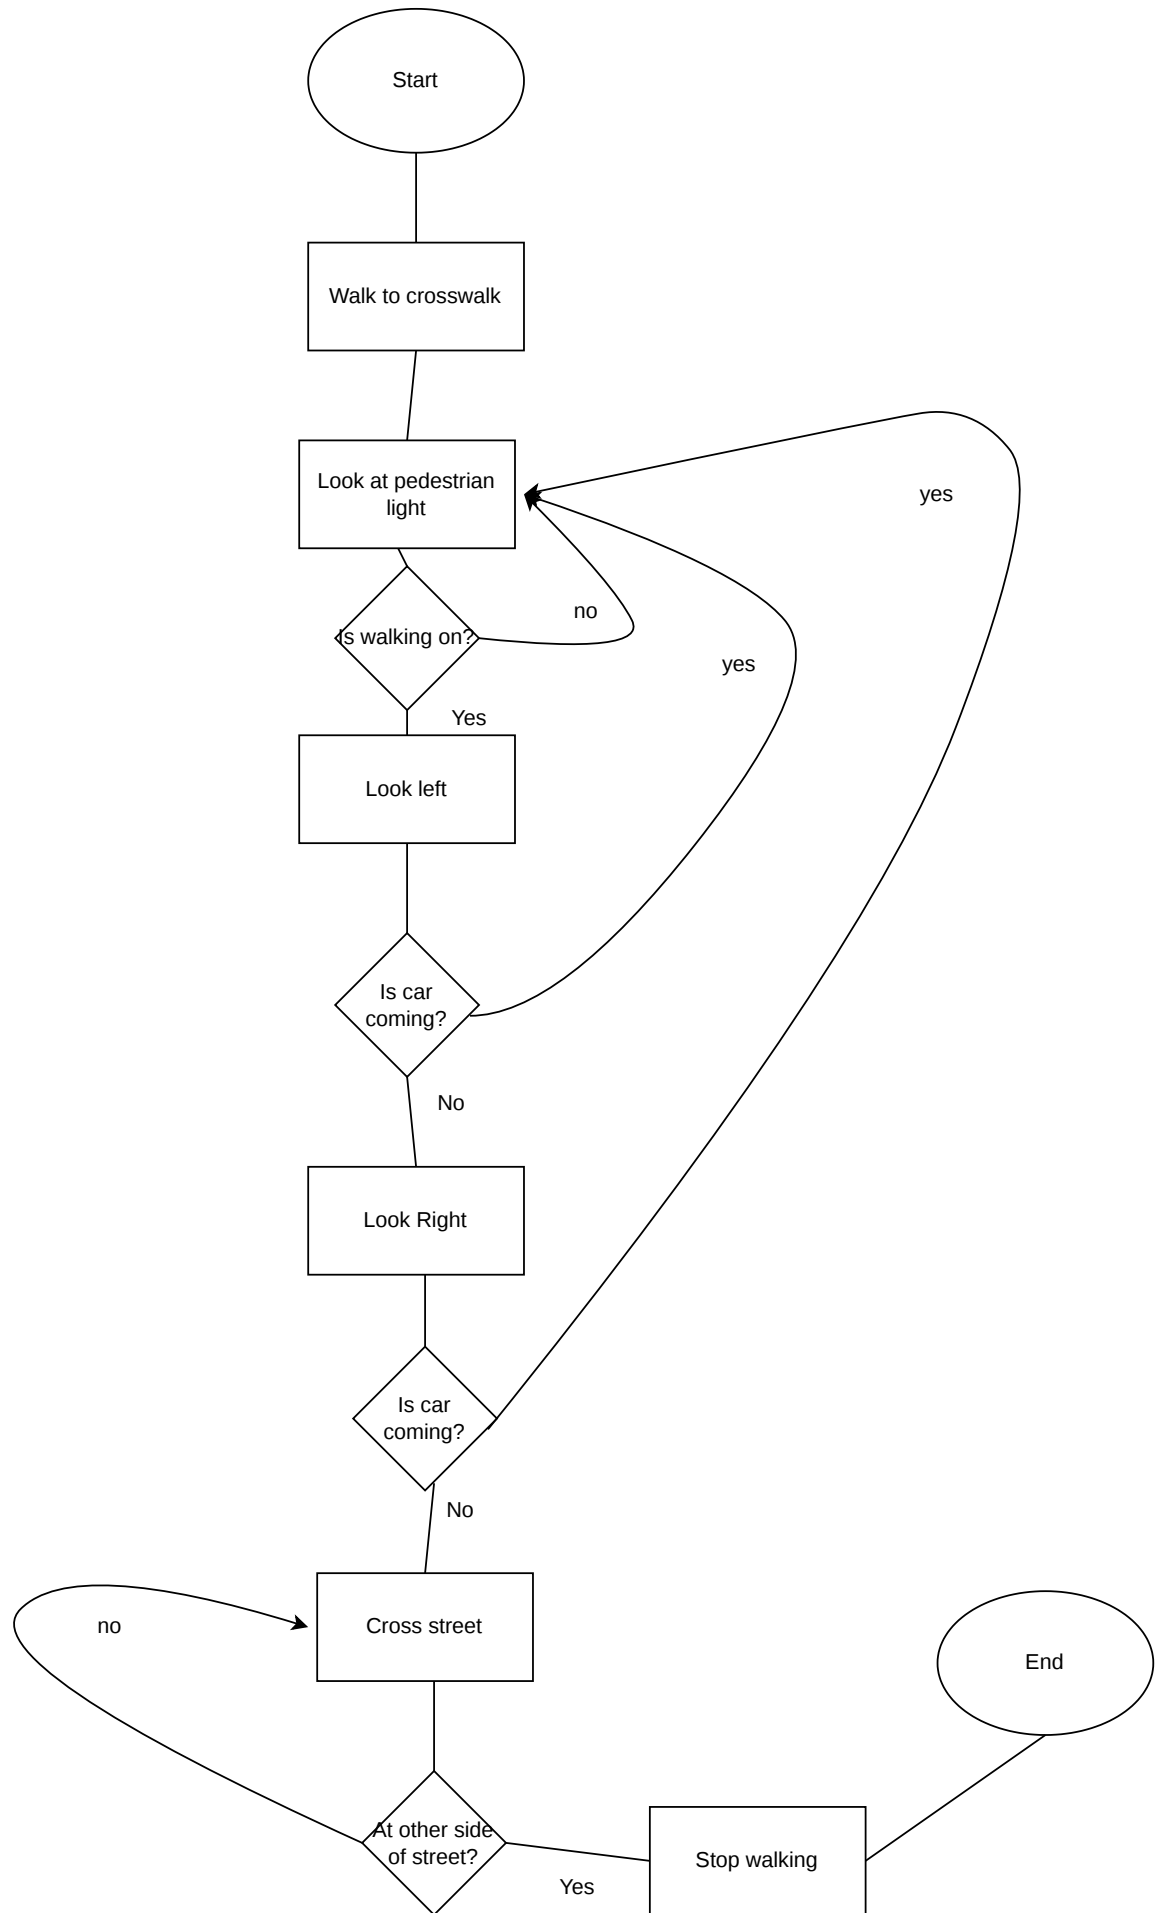 Start
Walk to crosswalk
Look at pedestrian
light
yes
no
Is walking on?
yes
Yes
Look left
Is car
coming?
No
Look Right
Is car
coming?
No
no
Cross street
End
At other side
of street?
Yes
Stop walking